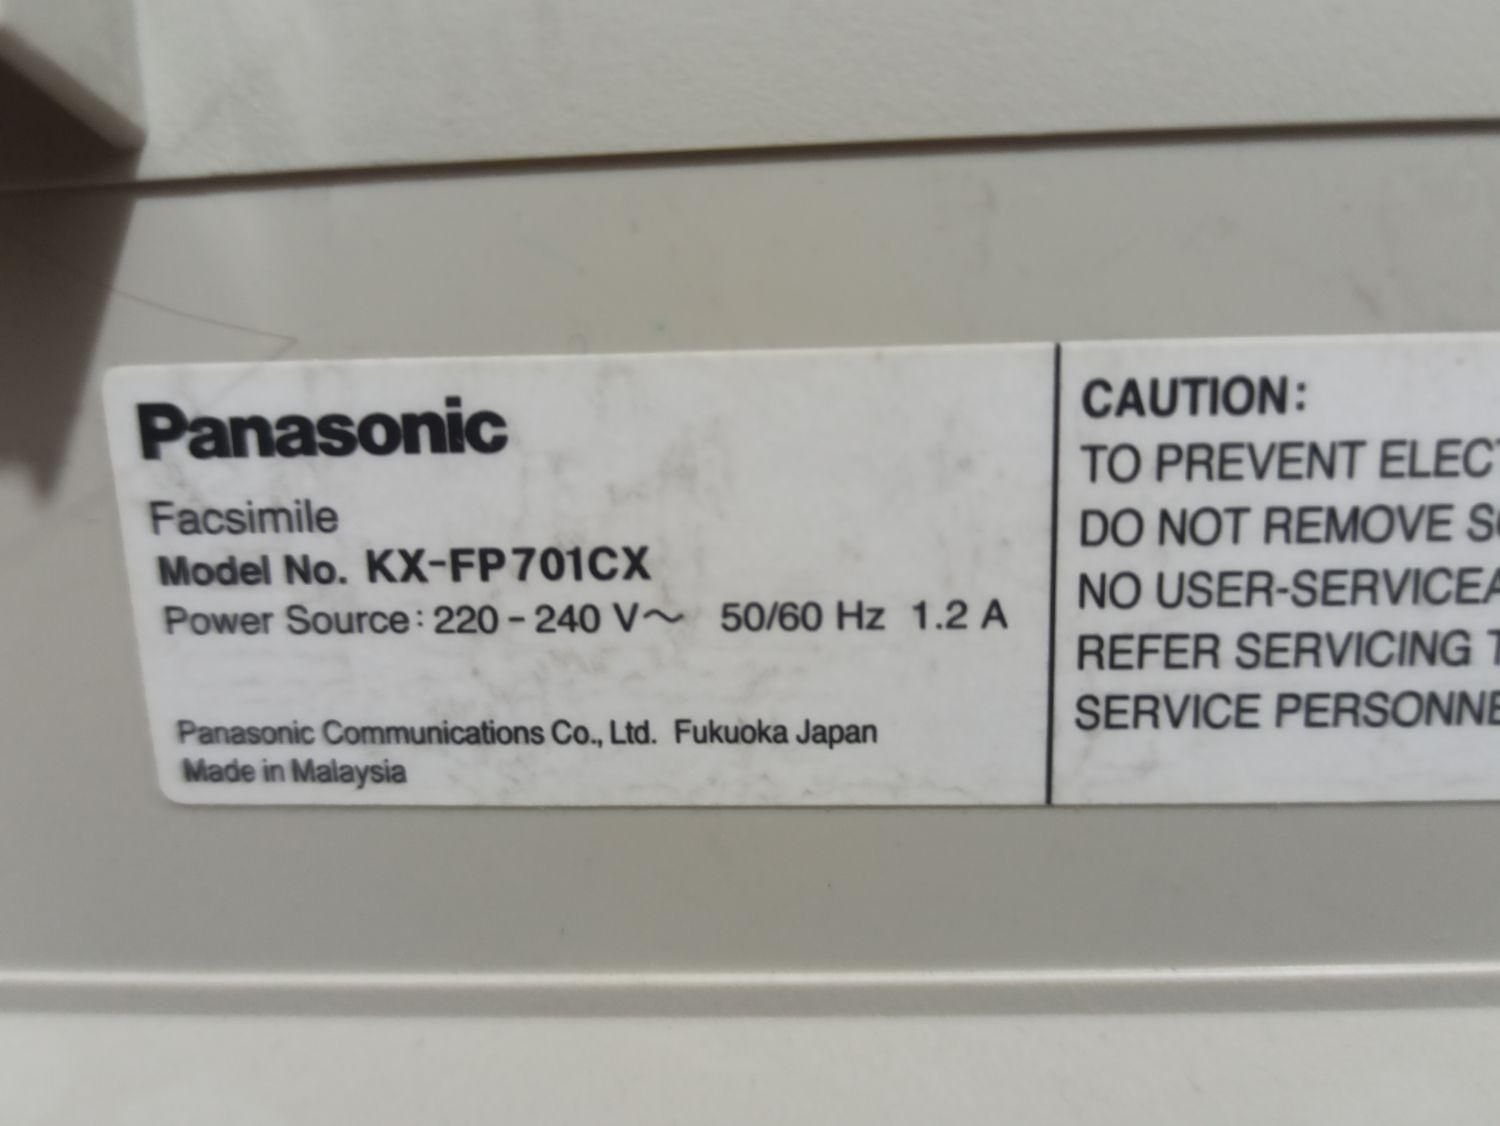 Panasonic
Facsimile
Model No. KX-FP701CX
Power Source: 220 – 240 V～ 50/60 Hz 1.2 A
Panasonic Communications Co., Ltd. Fukuoka Japan
Made in Malaysia
CAUTION:
TO PREVENT
DO NOT REMOVE
NO
REFER SERVICING
SERVICE